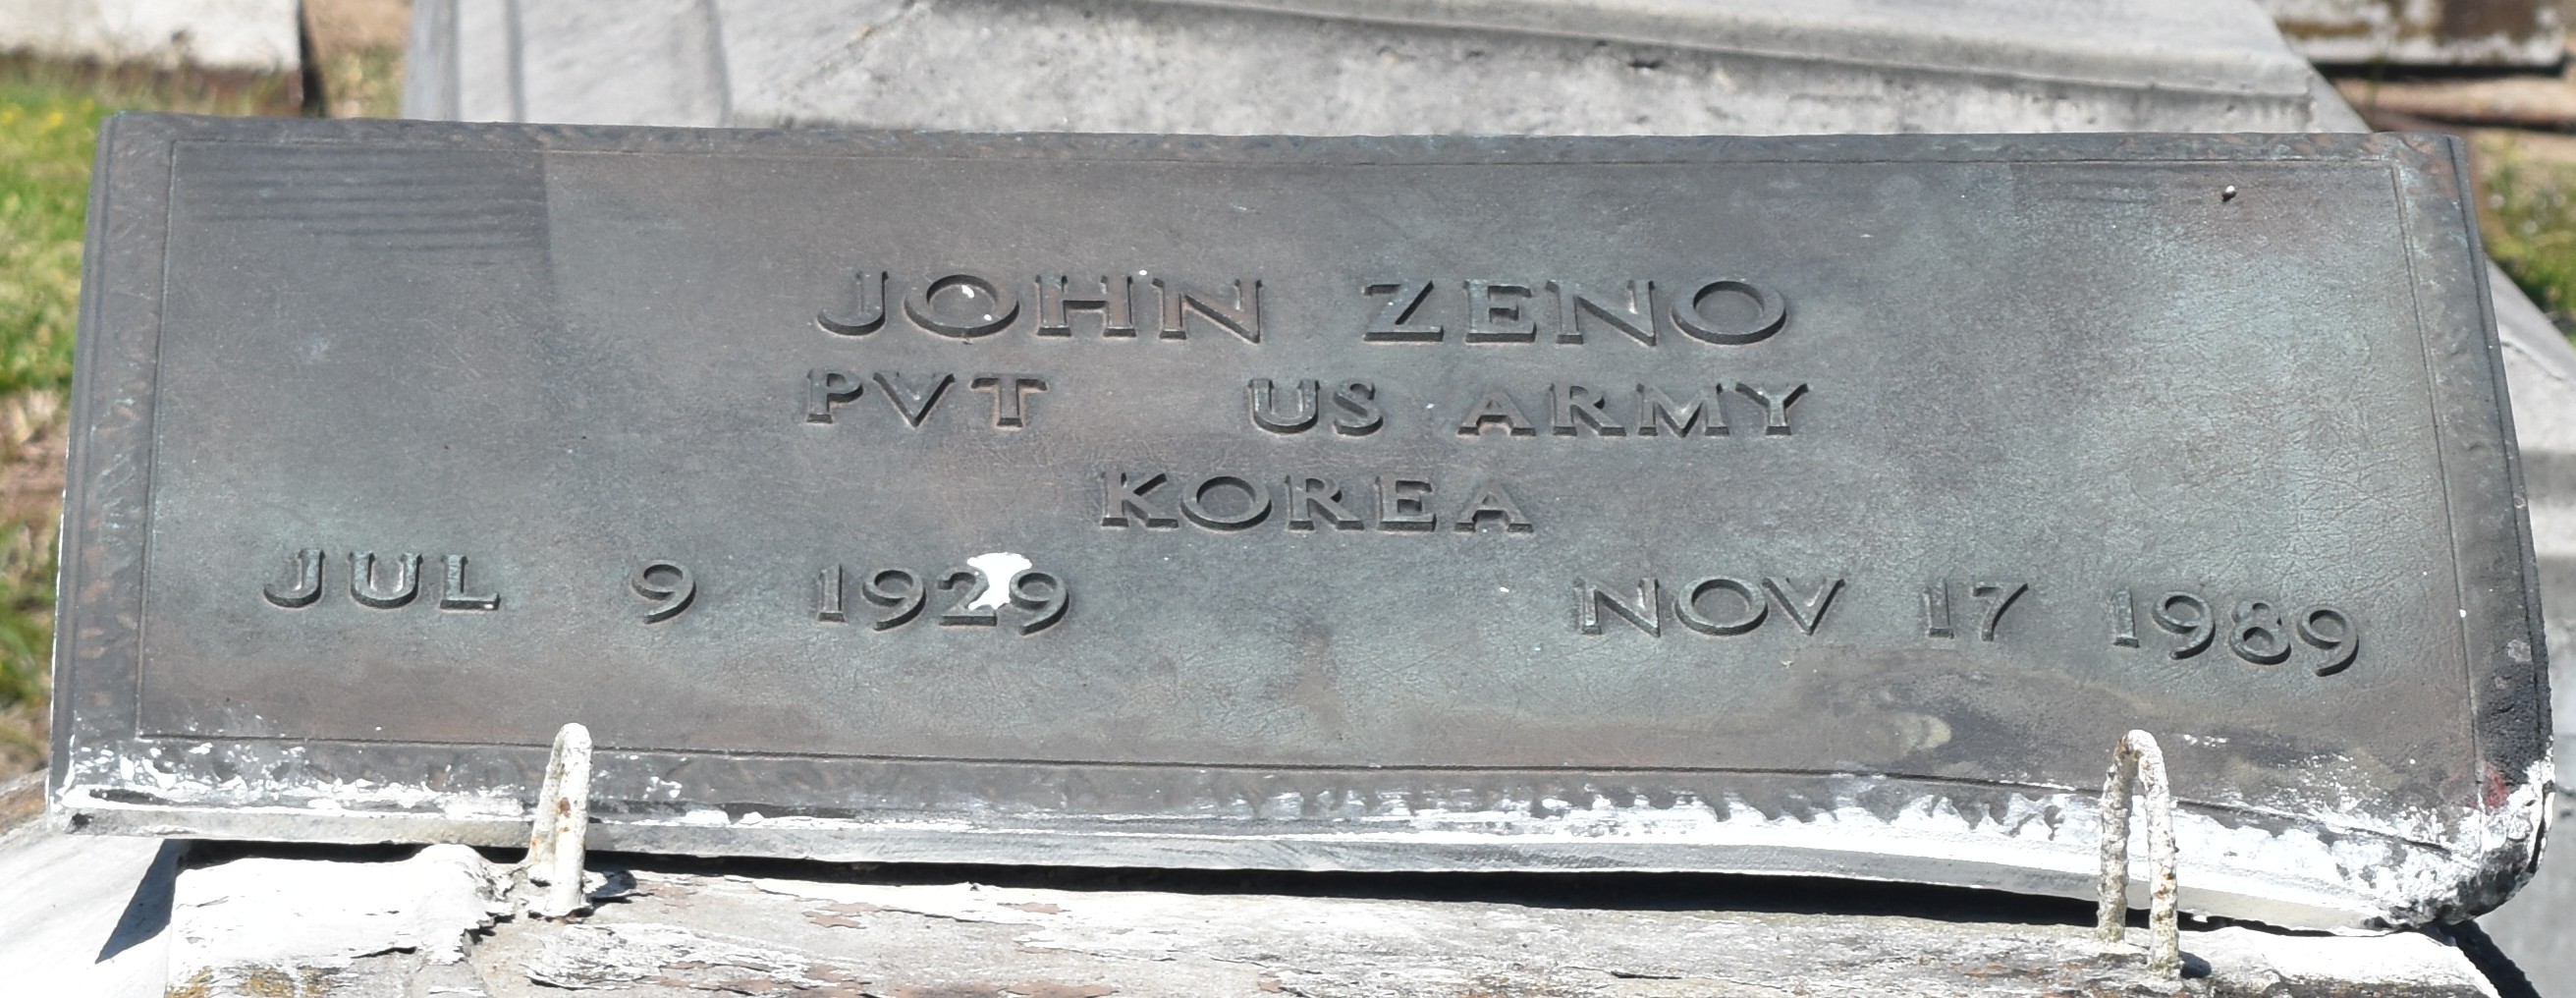 JOHN ZENO
PVT US ARMY
KOREA
JUL 9 1929 NOV 17 1989